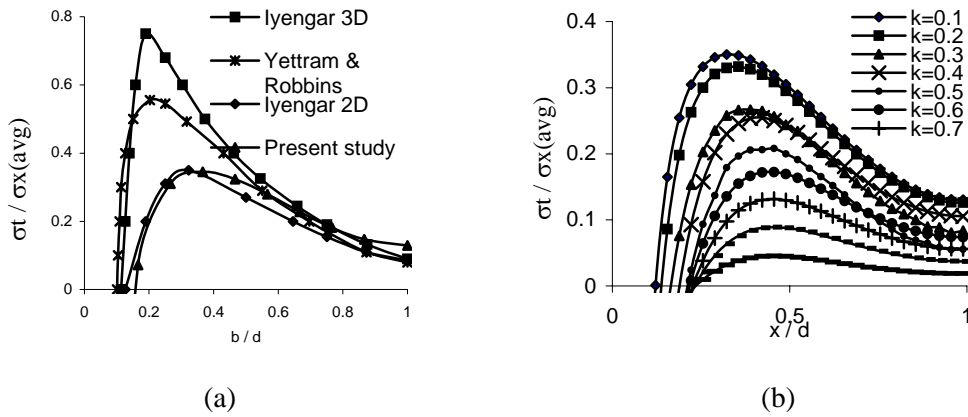 0.8
0.6
0.4
0.2
0
0 0.2 0.4 0.6 0.8 1
b / d
σt / σx(avg)
Iyengar 3D
Yettram &
Robbins
Iyengar 2D
Present study
(a)
0.4
0.3
0.2
0.1
0
0 0.5 1
x / d
σt / σx(avg)
k=0.1
k=0.2
k=0.3
k=0.4
k=0.5
k=0.6
k=0.7
(b)